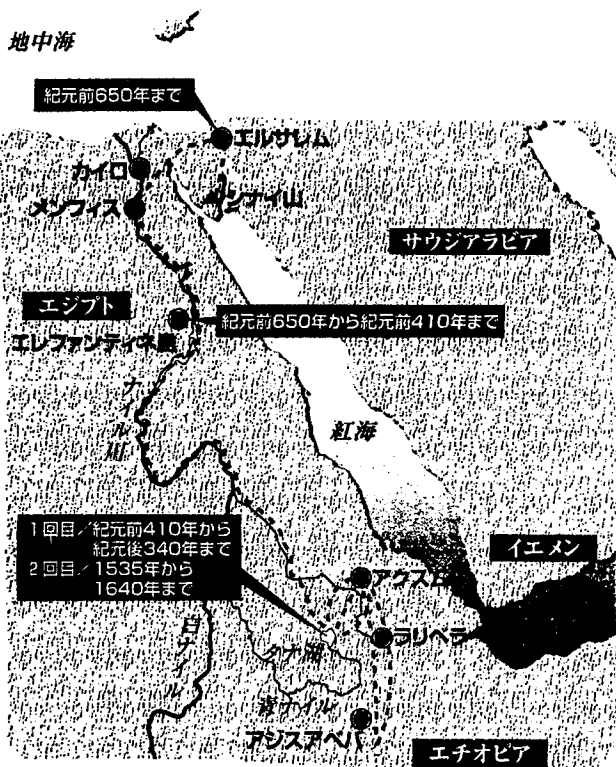 地中海
紀元前650年まで
エルサレム
カイロ
シナイ山
メンフィス
サウジアラビア
エジプト
紀元前650年から紀元前410年まで
エレファンティネ島
ナイル川
紅海
1回目/紀元前410年から
紀元後340年まで
2回目/1535年から
1640年まで
イエメン
アクスム
ラリベラ
タナ湖
白ナイル
青ナイル
アジスアベバ
エチオピア